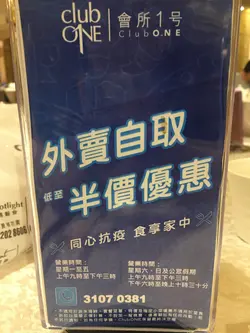 club ONE
會所1号
ClubONE
外賣自取
低至 半價優惠
同心抗疫 食享家中
營業時間:
星期一至五
上午九時至下午三時
營業時間:
星期六、日及公眾假期
上午九時至下午三時
下午六時至晚上十時三十分
3107 0381
potlight
2202 8606